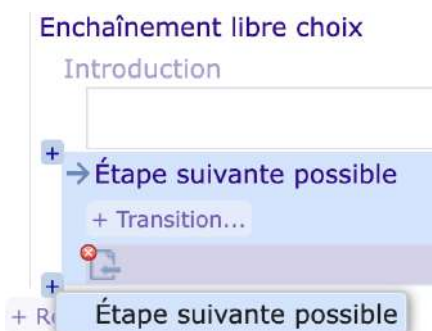 Enchaînement libre choix
Introduction
+
→ Étape suivante possible
+ Transition...
+
+ R
Étape suivante possible